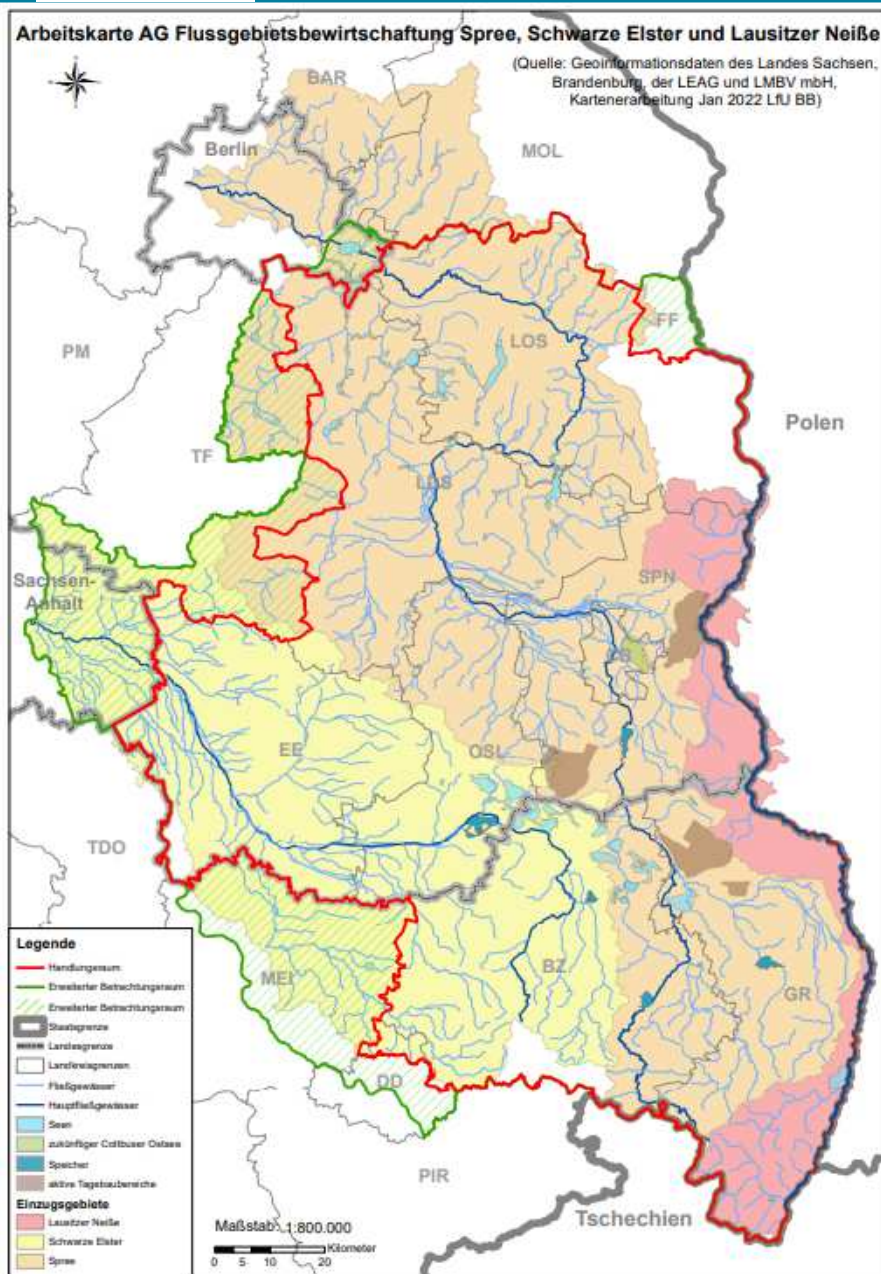 Arbeitskarte AG Flussgebietsbewirtschaftung Spree, Schwarze Elster und Lausitzer Neiße
(Quelle: Geoinformationsdaten des Landes Sachsen,
Brandenburg, der LEAG und LMBV mbH,
Kartenerarbeitung Jan 2022 LfU BB)
BAR
Berlin
MOL
PM
FF
LOS
Polen
TF
LDS
Sachsen-
Anhalt
SPN
EE
OSL
TDO
MEI
BZ
GR
DD
PIR
Tschechien
Legende
Handlungsraum
Erweiterter Betrachtungsraum
Erweiterter Betrachtungsraum
Staatsgrenze
Landesgrenze
Landkreisgrenzen
Fließgewässer
Hauptfließgewässer
Seen
zukünftiger Cottbuser Ostsee
Speicher
aktive Tagebaubereiche
Einzugsgebiete
Lausitzer Neiße
Schwarze Elster
Spree
Maßstab 1:800.000
Kilometer
0 5 10 20